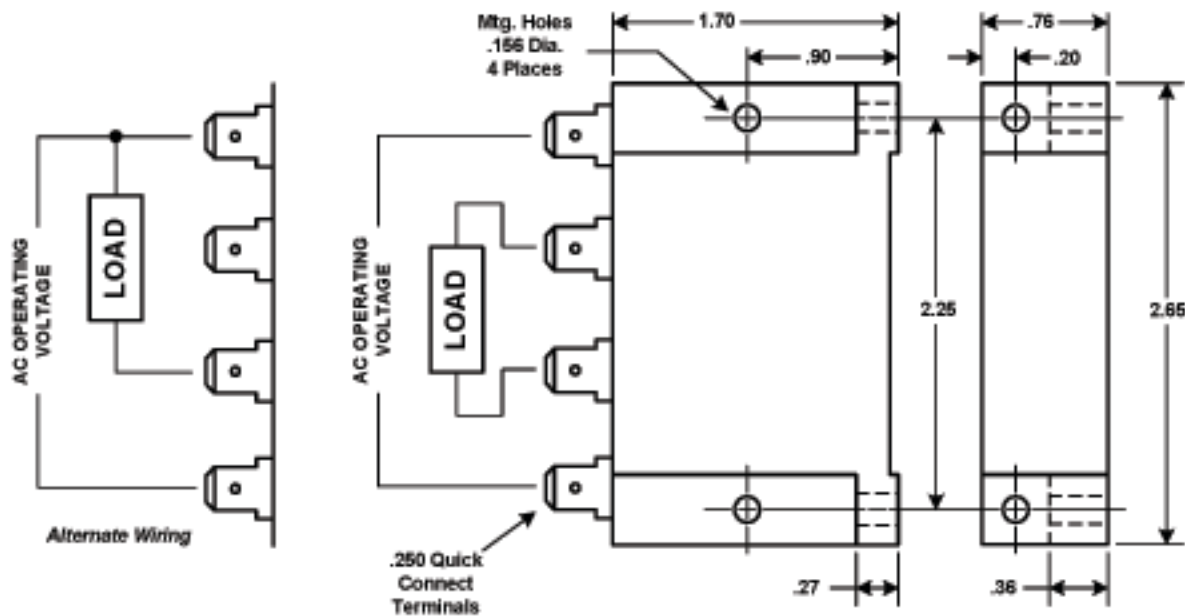 Mtg. Holes
.156 Dia.
4 Places
1.70
.90
.76
.20
AC OPERATING
VOLTAGE
LOAD
AC OPERATING
VOLTAGE
LOAD
2.25
2.65
Alternate Wiring
.250 Quick
Connect
Terminals
.27
.36